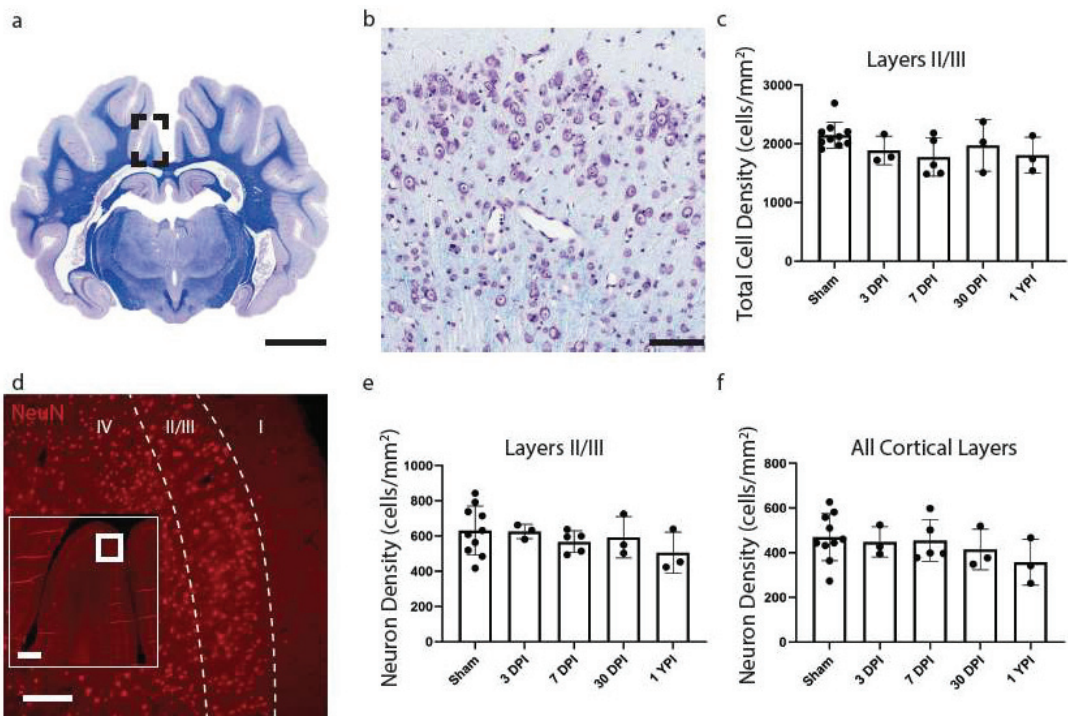 a
b
c
Layers II/III
Total Cell Density (cells/mm²)
3000
2000
1000
0
Sham
3 DPI
7 DPI
30 DPI
1 YPI
d
NeuN
IV
II/III
I
e
Layers II/III
Neuron Density (cells/mm²)
1000
800
600
400
200
0
Sham
3 DPI
7 DPI
30 DPI
1 YPI
f
All Cortical Layers
Neuron Density (cells/mm²)
800
600
400
200
0
Sham
3 DPI
7 DPI
30 DPI
1 YPI